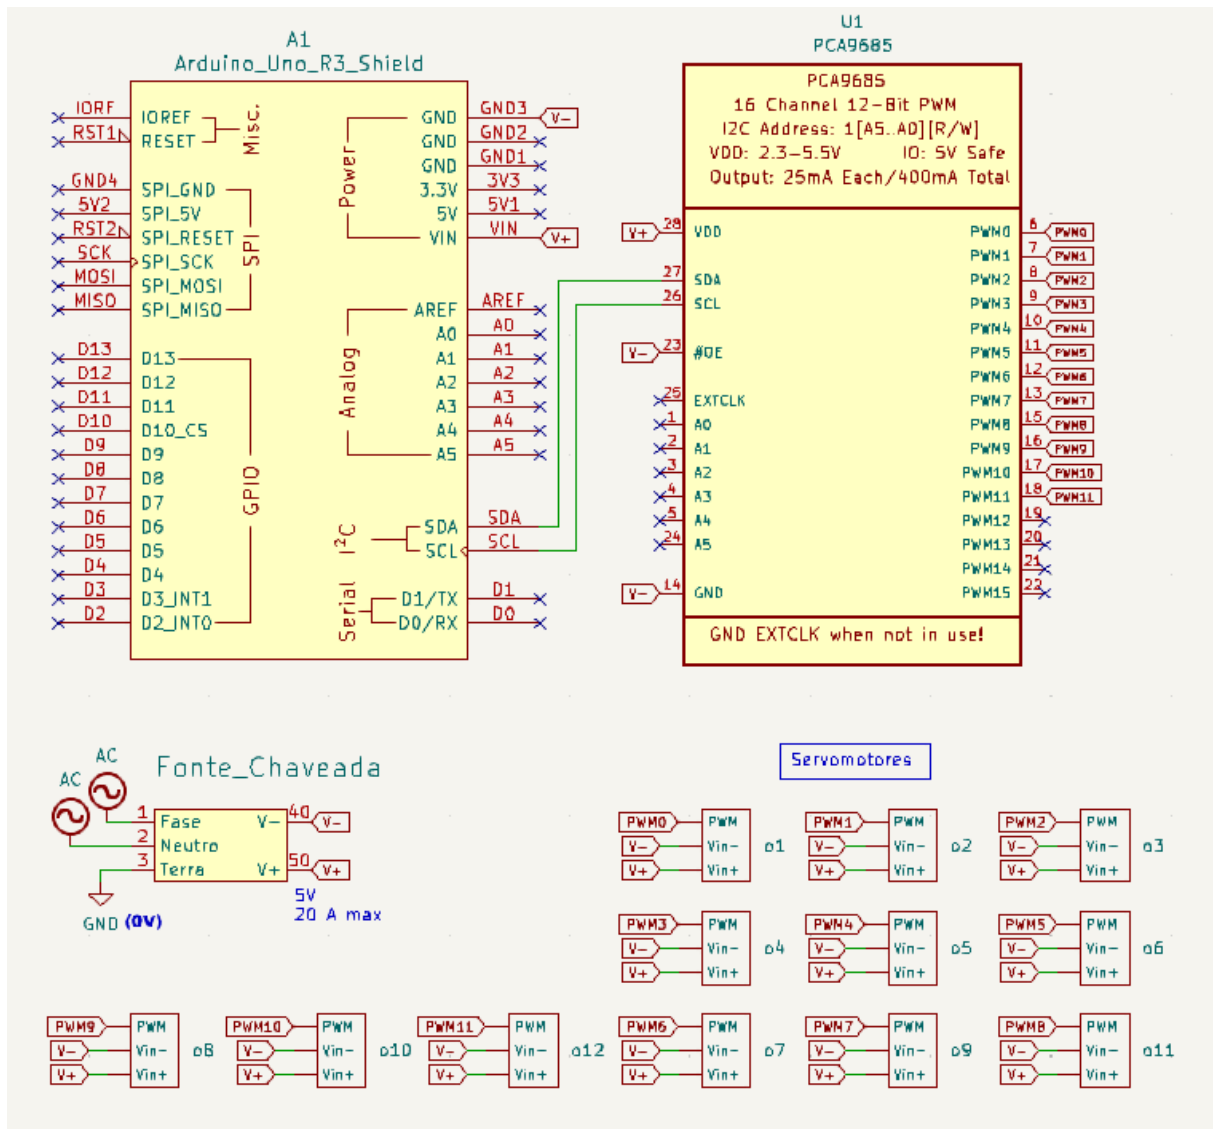 A1
Arduino_Uno_R3_Shield
IORF IOREF
RST1 RESET
Misc.
GND4 SPI_GND
5V2 SPI_5V
RST2 SPI_RESET
SCK SPI_SCK
MOSI SPI_MOSI
MISO SPI_MISO
SPI
D13 D13
D12 D12
D11 D11
D10 D10_CS
D9 D9
D8 D8
D7 D7
D6 D6
D5 D5
D4 D4
D3 D3_INT1
D2 D2_INT0
GPIO
Power
GND GND3 V-
GND GND2
GND GND1
3.3V 3V3
5V 5V1
VIN VIN V+
Analog
AREF AREF
A0 A0
A1 A1
A2 A2
A3 A3
A4 A4
A5 A5
I²C
SDA SDA
SCL SCL
Serial
D1/TX D1
D0/RX D0
U1
PCA9685
PCA9685
16 Channel 12-Bit PWM
I2C Address: 1[A5..A0][R/W]
VDD: 2.3-5.5V IO: 5V Safe
Output: 25mA Each/400mA Total
V+ 28 VDD
27 SDA
26 SCL
V- 23 #OE
25 EXTCLK
1 A0
2 A1
3 A2
4 A3
5 A4
24 A5
V- 14 GND
PWM0 6 PWM0
PWM1 7 PWM1
PWM2 8 PWM2
PWM3 9 PWM3
PWM4 10 PWM4
PWM5 11 PWM5
PWM6 12 PWM6
PWM7 13 PWM7
PWM8 15 PWM8
PWM9 16 PWM9
PWM10 17 PWM10
PWM11 18 PWM11
PWM12 19
PWM13 20
PWM14 21
PWM15 22
GND EXTCLK when not in use!
AC
AC
Fonte_Chaveada
1 Fase V- 40 V-
2 Neutro
3 Terra V+ 50 V+
5V
20 A max
GND (0V)
Servomotores
PWM0 PWM
V- Vin- o1
V+ Vin+
PWM1 PWM
V- Vin- o2
V+ Vin+
PWM2 PWM
V- Vin- o3
V+ Vin+
PWM3 PWM
V- Vin- o4
V+ Vin+
PWM4 PWM
V- Vin- o5
V+ Vin+
PWM5 PWM
V- Vin- o6
V+ Vin+
PWM9 PWM
V- Vin- o8
V+ Vin+
PWM10 PWM
V- Vin- o10
V+ Vin+
PWM11 PWM
V- Vin- o12
V+ Vin+
PWM6 PWM
V- Vin- o7
V+ Vin+
PWM7 PWM
V- Vin- o9
V+ Vin+
PWM8 PWM
V- Vin- o11
V+ Vin+